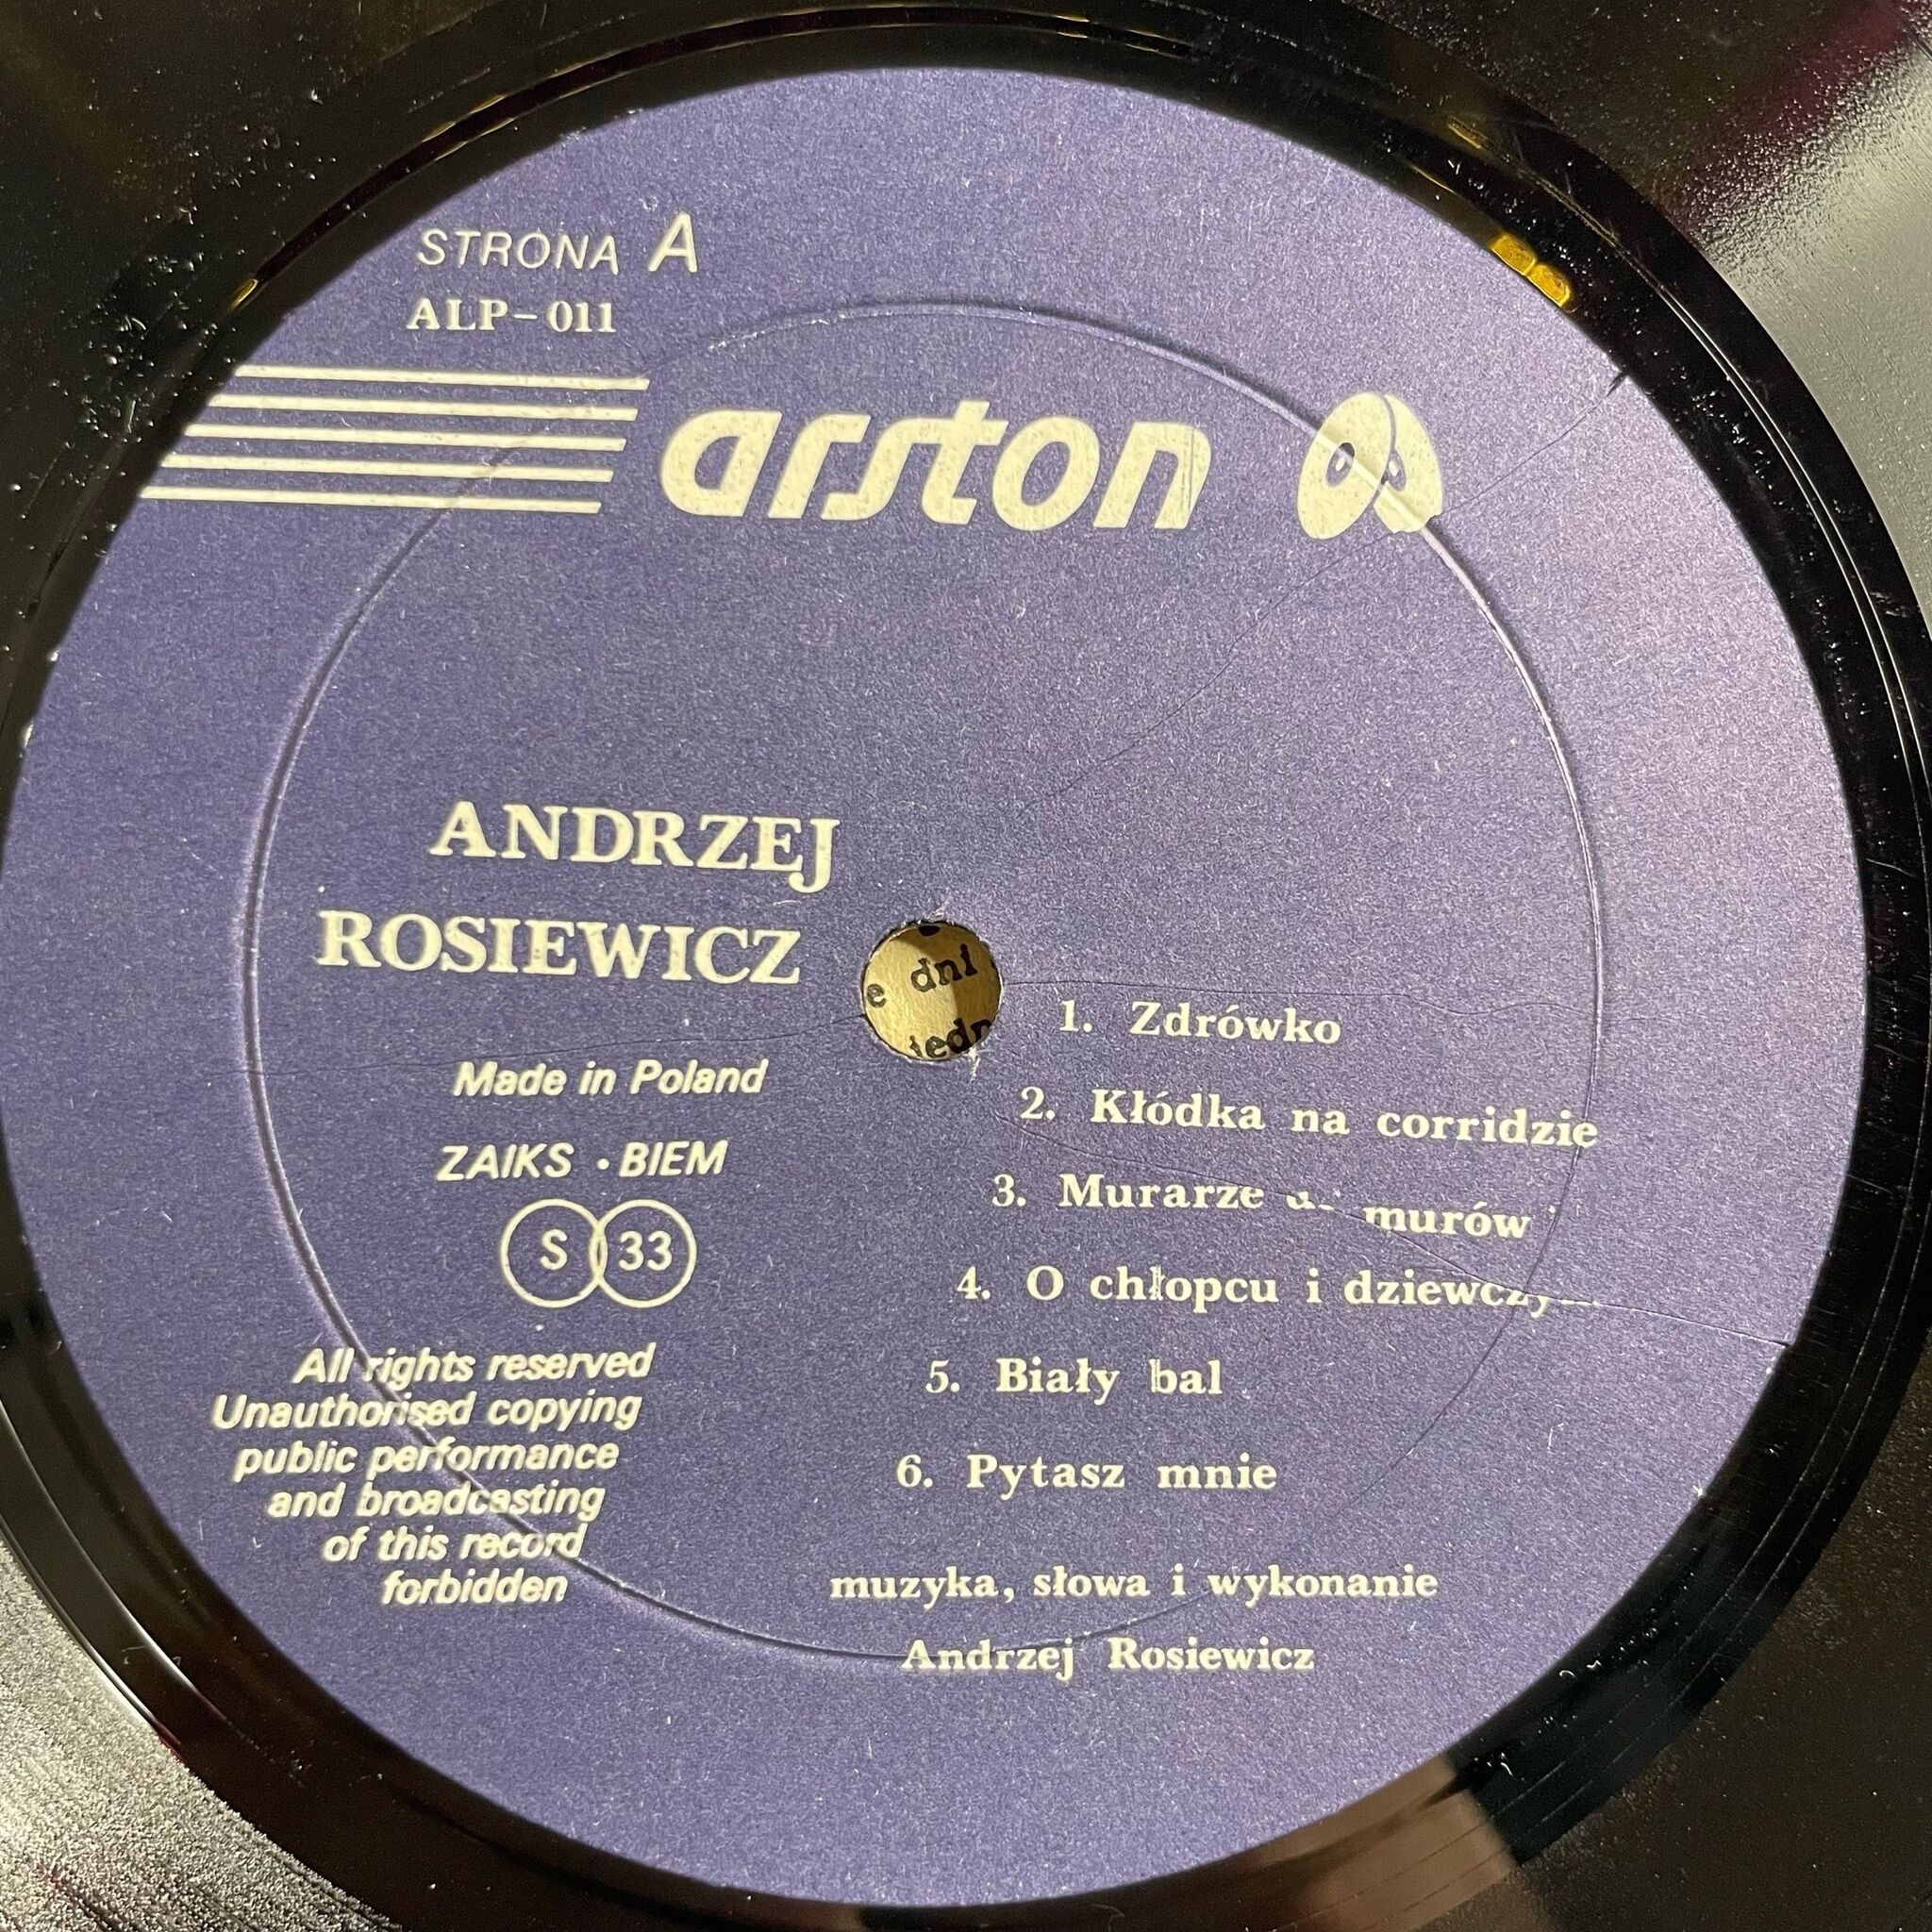 STRONA A
ALP-011
arston
ANDRZEJ
ROSIEWICZ
e dni
Made in Poland
ZAIKS • BIEM
S 33
All rights reserved
Unauthorised copying
public performance
and broadcasting
of this record
forbidden
1. Zdrówko
2. Kłódka na corridzie
3. Murarze murów
4. O chłopcu i
5. Biały bal
6. Pytasz mnie
muzyka, słowa i wykonanie
Andrzej Rosiewicz